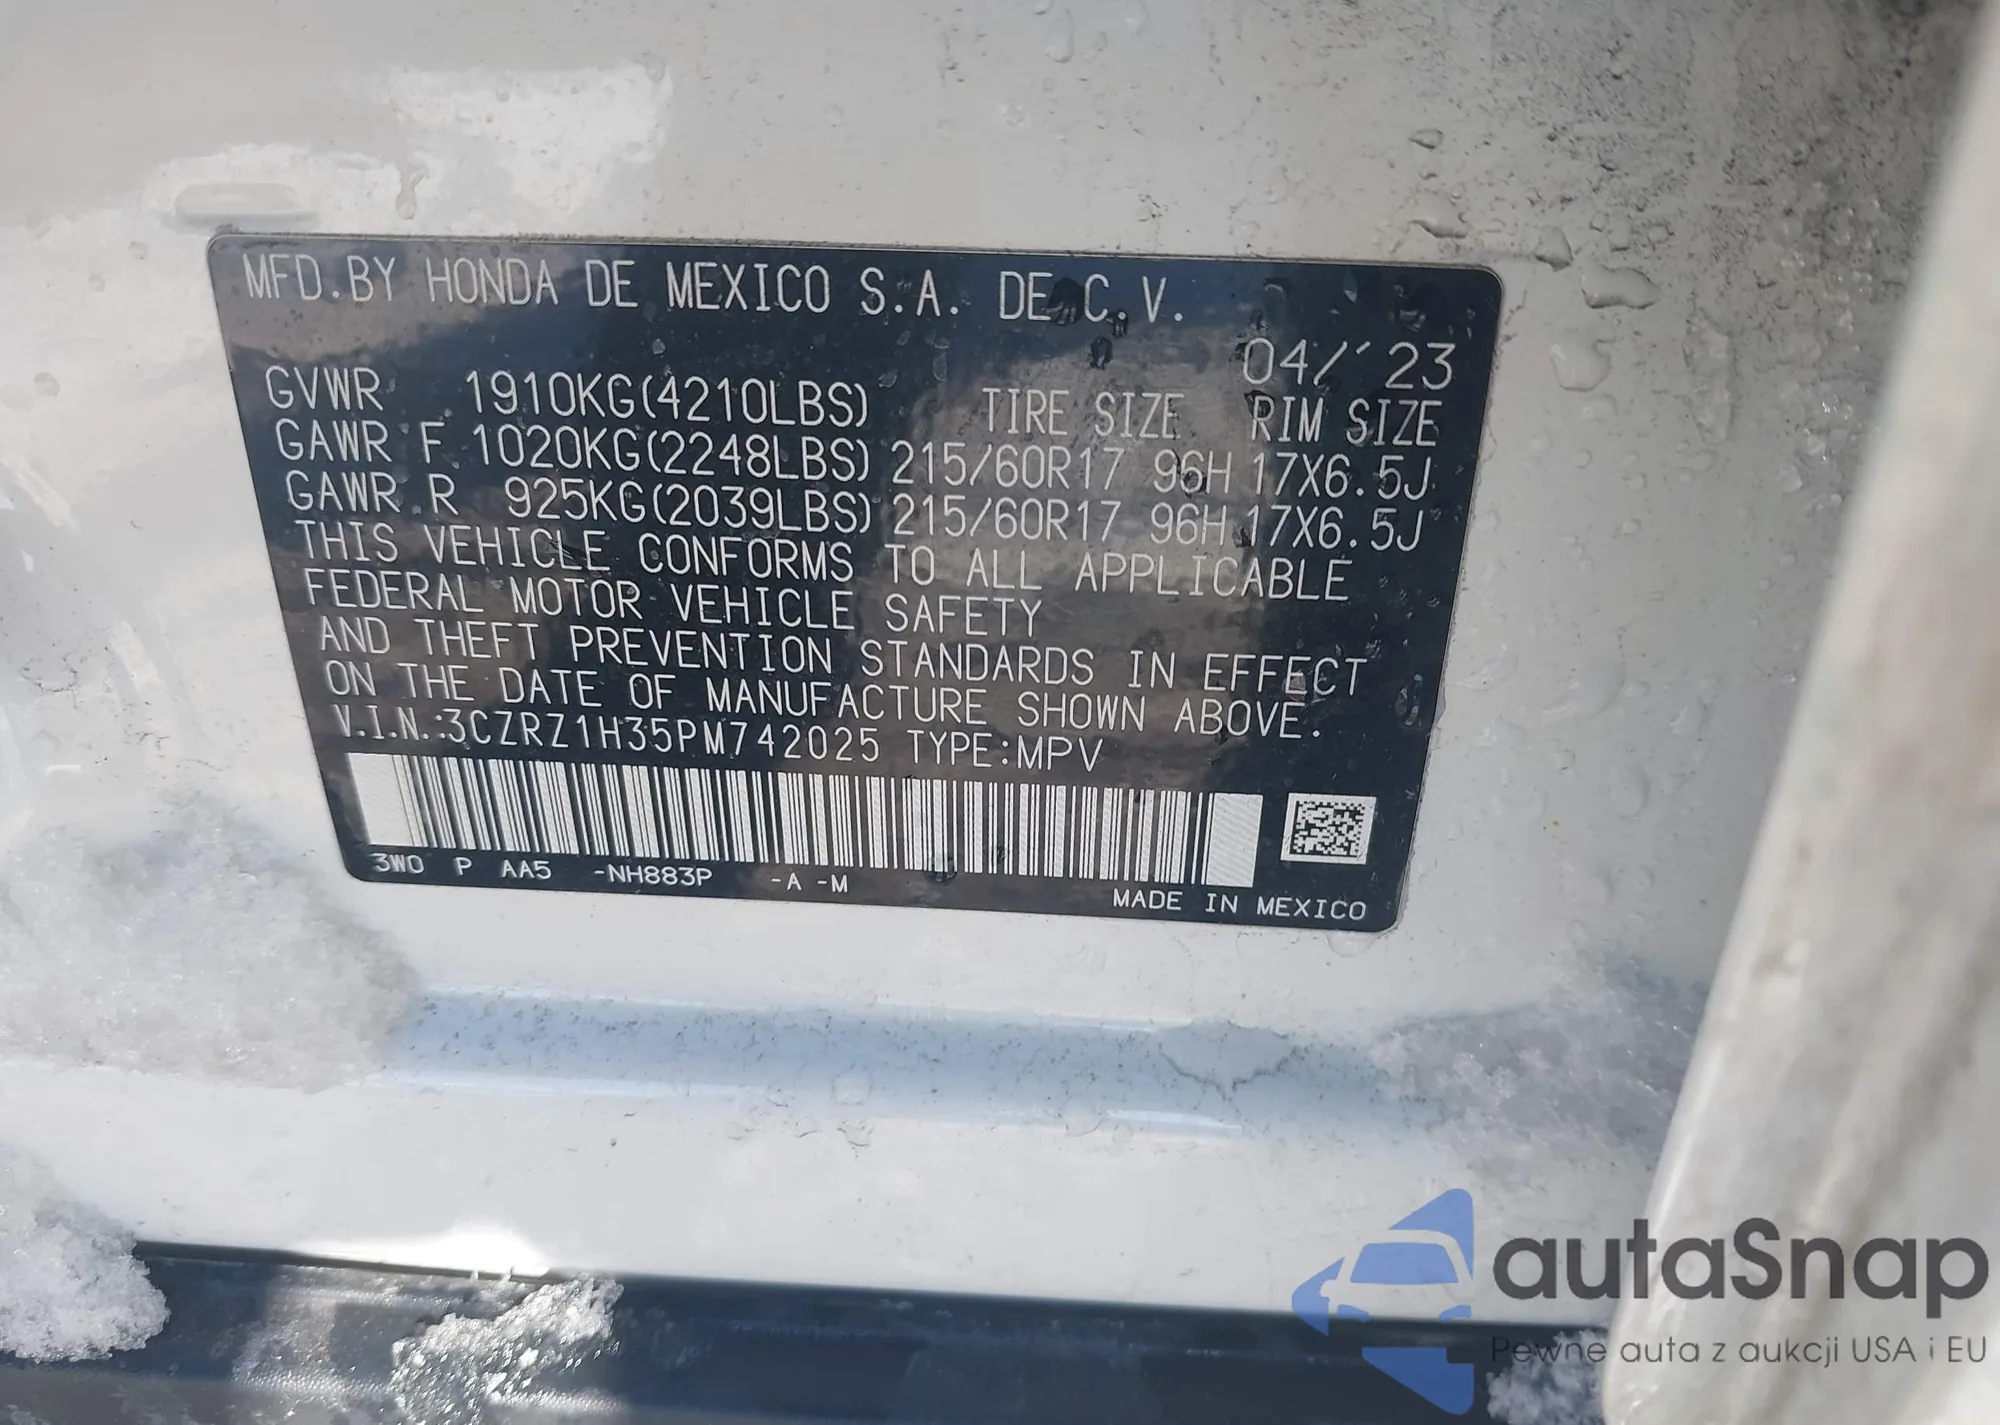 MFD.BY HONDA DE MEXICO S.A. DE C.V.
04/'23
GVWR 1910KG(4210LBS) TIRE SIZE RIM SIZE
GAWR F 1020KG(2248LBS) 215/60R17 96H 17X6.5J
GAWR R 925KG(2039LBS) 215/60R17 96H 17X6.5J
THIS VEHICLE CONFORMS TO ALL APPLICABLE
FEDERAL MOTOR VEHICLE SAFETY
AND THEFT PREVENTION STANDARDS IN EFFECT
ON THE DATE OF MANUFACTURE SHOWN ABOVE.
V.I.N.:3CZRZ1H35PM742025 TYPE:MPV
3W0 P AA5 -NH883P -A -M
MADE IN MEXICO
autaSnap
Pewne auta z aukcji USA i EU